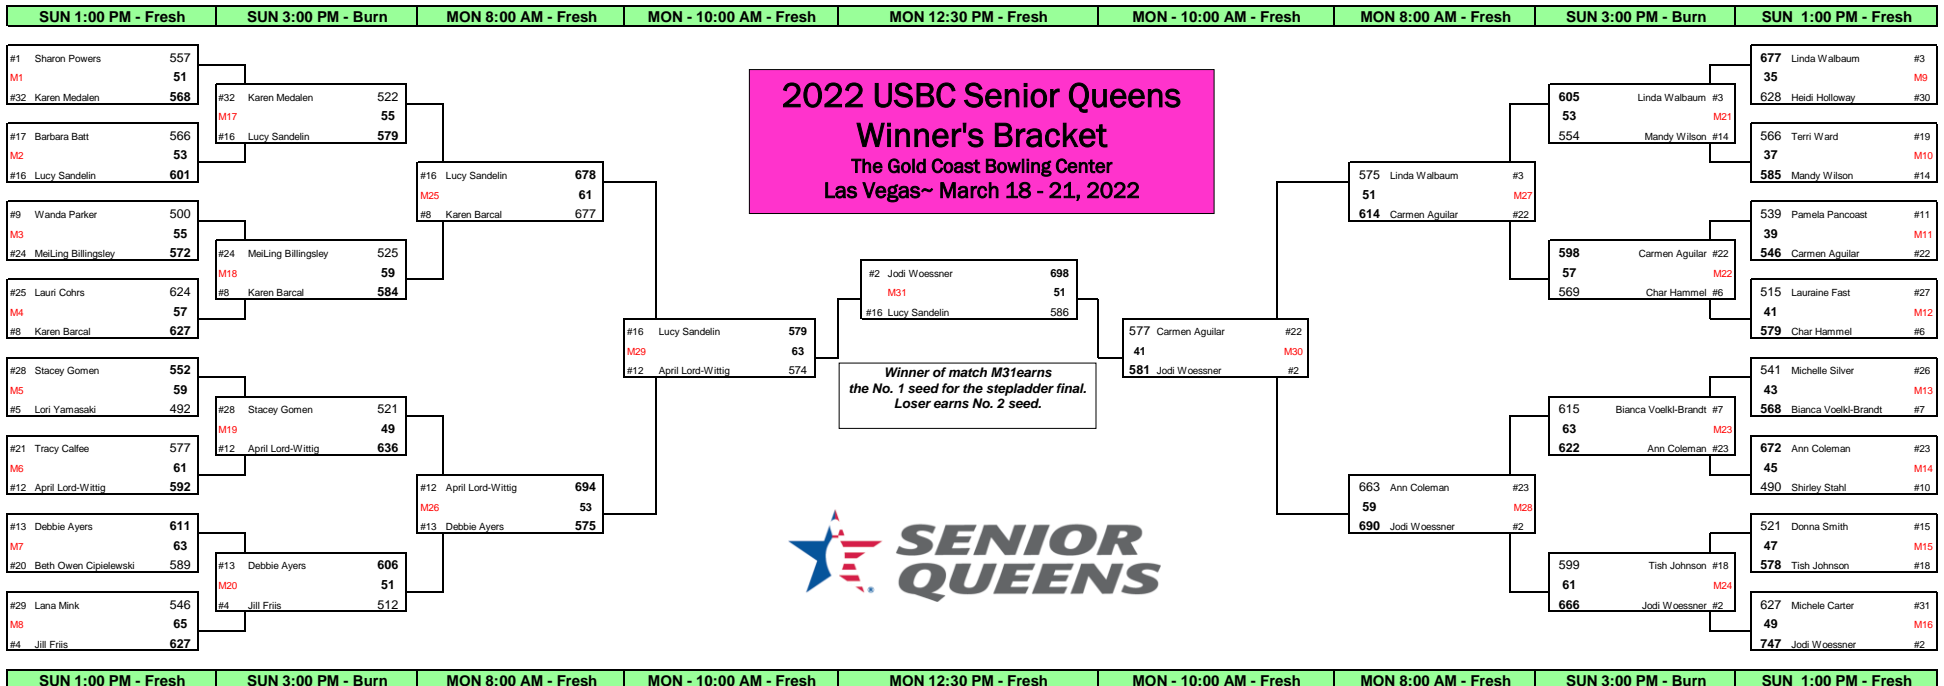 SUN 1:00 PM - Fresh SUN 3:00 PM - Burn MON 8:00 AM - Fresh MON - 10:00 AM - Fresh MON 12:30 PM - Fresh MON - 10:00 AM - Fresh MON 8:00 AM - Fresh SUN 3:00 PM - Burn SUN 1:00 PM - Fresh
#1 Sharon Powers 557
M1 51
#32 Karen Medalen 568
#17 Barbara Batt 566
M2 53
#16 Lucy Sandelin 601
#9 Wanda Parker 500
M3 55
#24 MeiLing Billingsley 572
#25 Lauri Cohrs 624
M4 57
#8 Karen Barcal 627
#28 Stacey Gomen 552
M5 59
#5 Lori Yamasaki 492
#21 Tracy Calfee 577
M6 61
#12 April Lord-Wittig 592
#13 Debbie Ayers 611
M7 63
#20 Beth Owen Cipielewski 589
#29 Lana Mink 546
M8 65
#4 Jill Friis 627
#32 Karen Medalen 522
M17 55
#16 Lucy Sandelin 579
#24 MeiLing Billingsley 525
M18 59
#8 Karen Barcal 584
#28 Stacey Gomen 521
M19 49
#12 April Lord-Wittig 636
#13 Debbie Ayers 606
M20 51
#4 Jill Friis 512
#16 Lucy Sandelin 678
M25 61
#8 Karen Barcal 677
#12 April Lord-Wittig 694
M26 53
#13 Debbie Ayers 575
#16 Lucy Sandelin 579
M29 63
#12 April Lord-Wittig 574
2022 USBC Senior Queens
Winner's Bracket
The Gold Coast Bowling Center
Las Vegas~ March 18 - 21, 2022
#2 Jodi Woessner 698
M31 51
#16 Lucy Sandelin 586
Winner of match M31earns
the No. 1 seed for the stepladder final.
Loser earns No. 2 seed.
SENIOR
QUEENS
577 Carmen Aguilar #22
41 M30
581 Jodi Woessner #2
575 Linda Walbaum #3
51 M27
614 Carmen Aguilar #22
663 Ann Coleman #23
59 M28
690 Jodi Woessner #2
605 Linda Walbaum #3
53 M21
554 Mandy Wilson #14
598 Carmen Aguilar #22
57 M22
569 Char Hammel #6
615 Bianca Voelkl-Brandt #7
63 M23
622 Ann Coleman #23
599 Tish Johnson #18
61 M24
666 Jodi Woessner #2
677 Linda Walbaum #3
35 M9
628 Heidi Holloway #30
566 Terri Ward #19
37 M10
585 Mandy Wilson #14
539 Pamela Pancoast #11
39 M11
546 Carmen Aguilar #22
515 Lauraine Fast #27
41 M12
579 Char Hammel #6
541 Michelle Silver #26
43 M13
568 Bianca Voelkl-Brandt #7
672 Ann Coleman #23
45 M14
490 Shirley Stahl #10
521 Donna Smith #15
47 M15
578 Tish Johnson #18
627 Michele Carter #31
49 M16
747 Jodi Woessner #2
SUN 1:00 PM - Fresh SUN 3:00 PM - Burn MON 8:00 AM - Fresh MON - 10:00 AM - Fresh MON 12:30 PM - Fresh MON - 10:00 AM - Fresh MON 8:00 AM - Fresh SUN 3:00 PM - Burn SUN 1:00 PM - Fresh